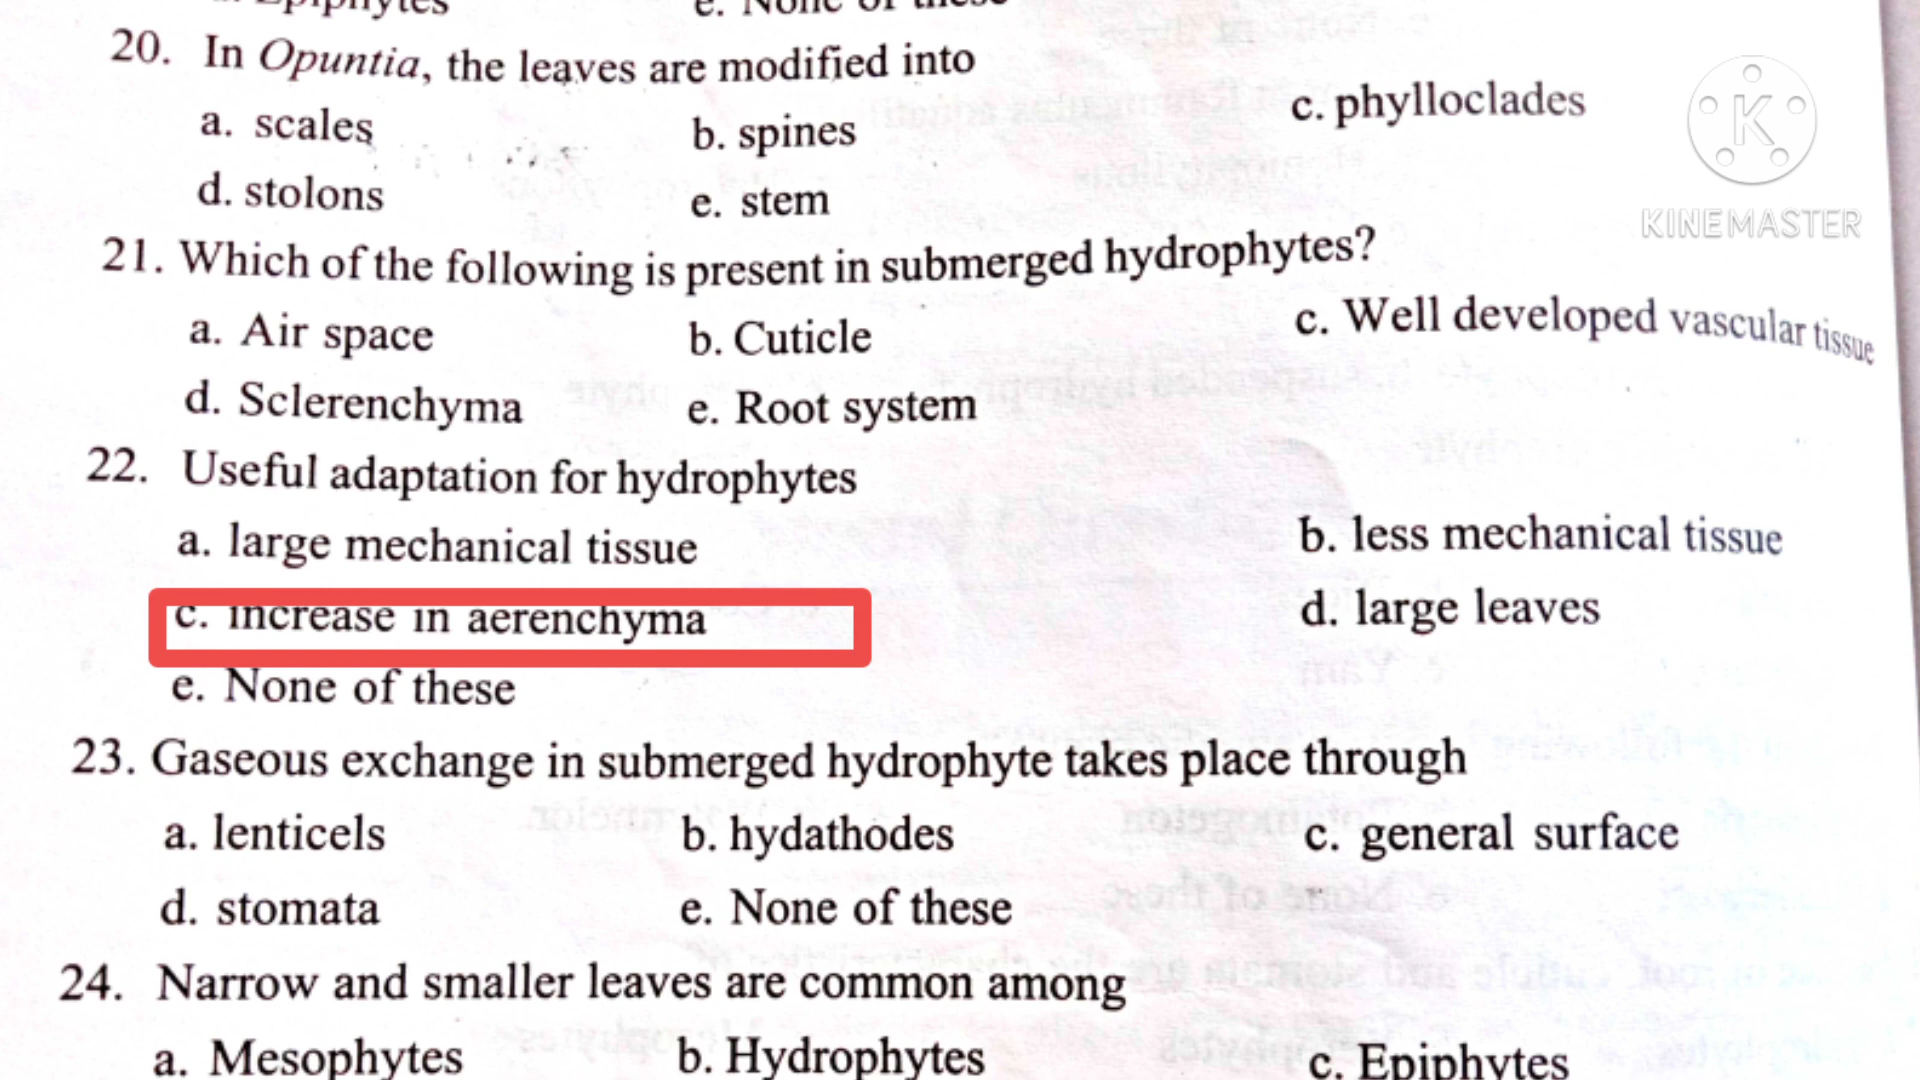 Epiphytes e. None of these
20. In Opuntia, the leaves are modified into
a. scales b. spines c. phylloclades
d. stolons e. stem
KINEMASTER
21. Which of the following is present in submerged hydrophytes?
a. Air space b. Cuticle c. Well developed vascular tissue
d. Sclerenchyma e. Root system
22. Useful adaptation for hydrophytes
a. large mechanical tissue b. less mechanical tissue
c. increase in aerenchyma d. large leaves
e. None of these
23. Gaseous exchange in submerged hydrophyte takes place through
a. lenticels b. hydathodes c. general surface
d. stomata e. None of these
24. Narrow and smaller leaves are common among
a. Mesophytes b. Hydrophytes c. Epiphytes